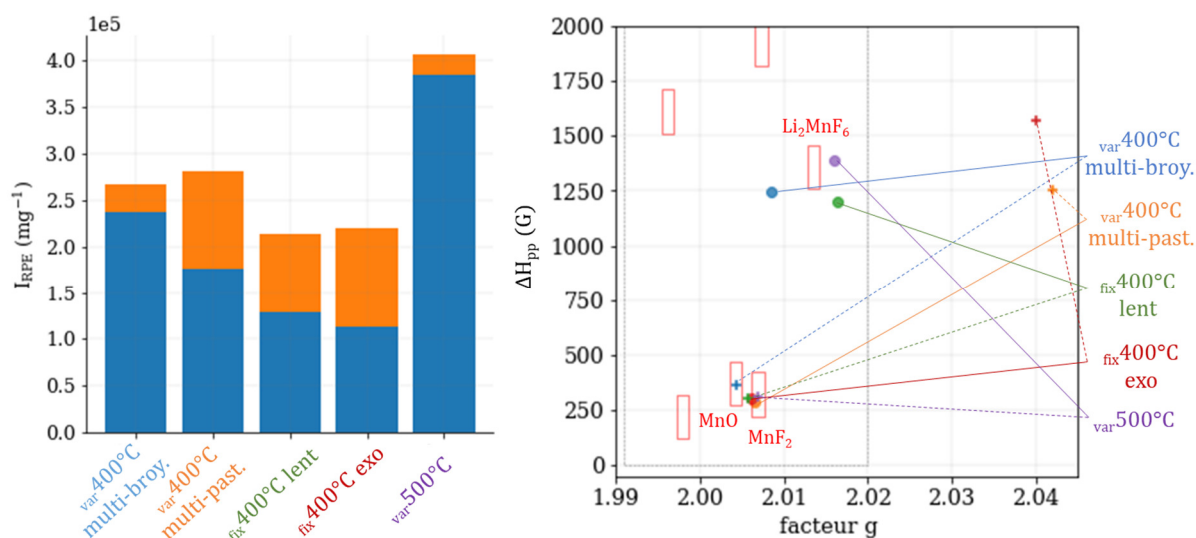 1e5
4.0
3.5
3.0
2.5
2.0
1.5
1.0
0.5
0.0
I_RPE (mg⁻¹)
var400°C multi-broy.
var400°C multi-past.
fix400°C lent
fix400°C exo
var500°C
2000
1750
1500
1250
1000
750
500
250
0
ΔHpp (G)
Li₂MnF₆
MnO
MnF₂
1.99
2.00
2.01
2.02
2.03
2.04
facteur g
var400°C
multi-broy.
var400°C
multi-past.
fix400°C
lent
fix400°C
exo
var500°C